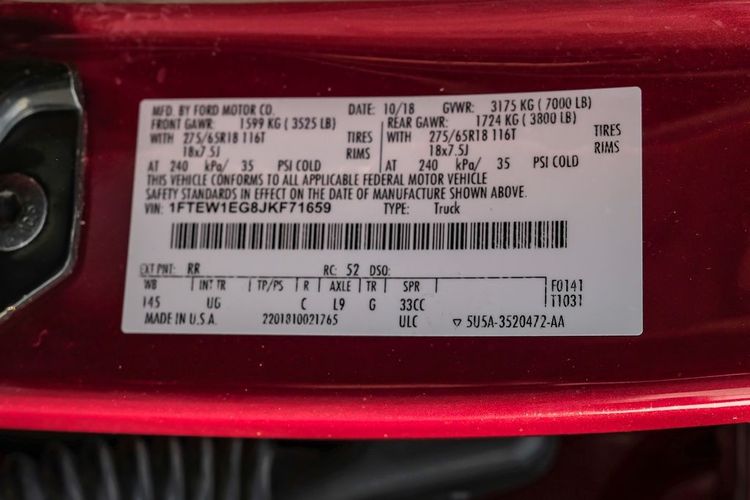 MFD. BY FORD MOTOR CO. DATE: 10/18 GVWR: 3175 KG ( 7000 LB)
FRONT GAWR: 1599 KG ( 3525 LB) REAR GAWR: 1724 KG ( 3800 LB)
WITH 275/65R18 116T TIRES WITH 275/65R18 116T TIRES
18x7.5J RIMS 18x7.5J RIMS
AT 240 kPa/ 35 PSI COLD AT 240 kPa/ 35 PSI COLD
THIS VEHICLE CONFORMS TO ALL APPLICABLE FEDERAL MOTOR VEHICLE
SAFETY STANDARDS IN EFFECT ON THE DATE OF MANUFACTURE SHOWN ABOVE.
VIN: 1FTEW1EG8JKF71659 TYPE: Truck
EXT PNT: RR RC: 52 DSO:
WB INT TR TP/PS R AXLE TR SPR F0141
145 UG C L9 G 33CC T1031
MADE IN U.S.A. 2201810021765 ULC ▽ 5U5A-3520472-AA